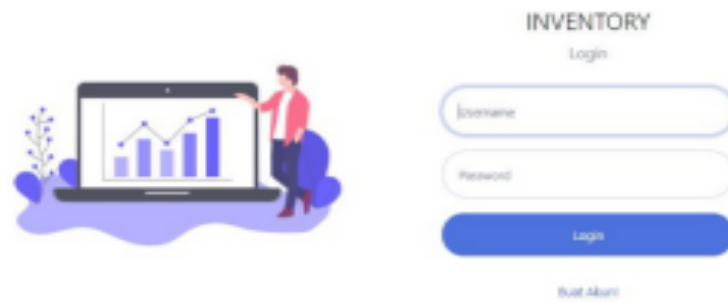 INVENTORY
Login
Username
Password
Login
Buat Akun!